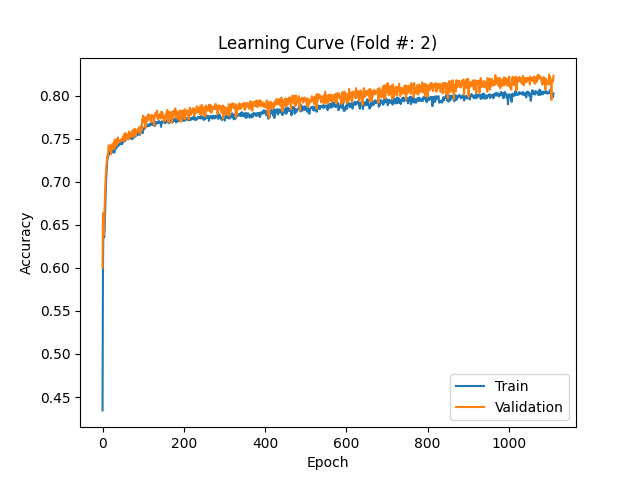 Learning Curve (Fold #: 2)
Accuracy
0.80
0.75
0.70
0.65
0.60
0.55
0.50
0.45
0 200 400 600 800 1000
Epoch
Train
Validation